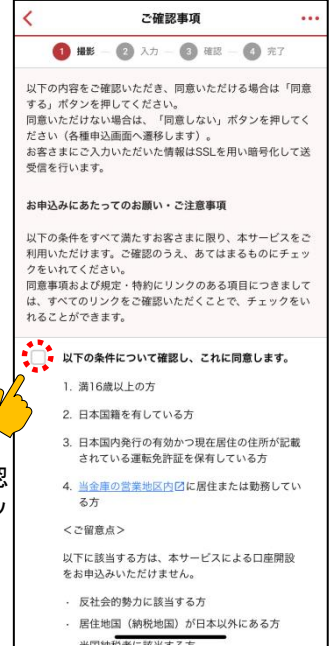 ご確認事項
1 撮影 2 入力 3 確認 4 完了
以下の内容をご確認いただき、同意いただける場合は「同意
する」ボタンを押してください。
同意いただけない場合は、「同意しない」ボタンを押してく
ださい（各種申込画面へ遷移します）。
お客さまにご入力いただいた情報はSSLを用い暗号化して送
受信を行います。
お申込みにあたってのお願い・ご注意事項
以下の条件をすべて満たすお客さまに限り、本サービスをご
利用いただけます。ご確認のうえ、あてはまるものにチェッ
クをいれてください。
同意事項および規定・特約にリンクのある項目につきまして
は、すべてのリンクをご確認いただくことで、チェックをい
れることができます。
以下の条件について確認し、これに同意します。
1. 満16歳以上の方
2. 日本国籍を有している方
3. 日本国内発行の有効かつ現在居住の住所が記載
されている運転免許証を保有している方
4. 当金庫の営業地区内に居住または勤務してい
る方
＜ご留意点＞
以下に該当する方は、本サービスによる口座開設
をお申込みいただけません。
・ 反社会的勢力に該当する方
・ 居住地国（納税地国）が日本以外にある方